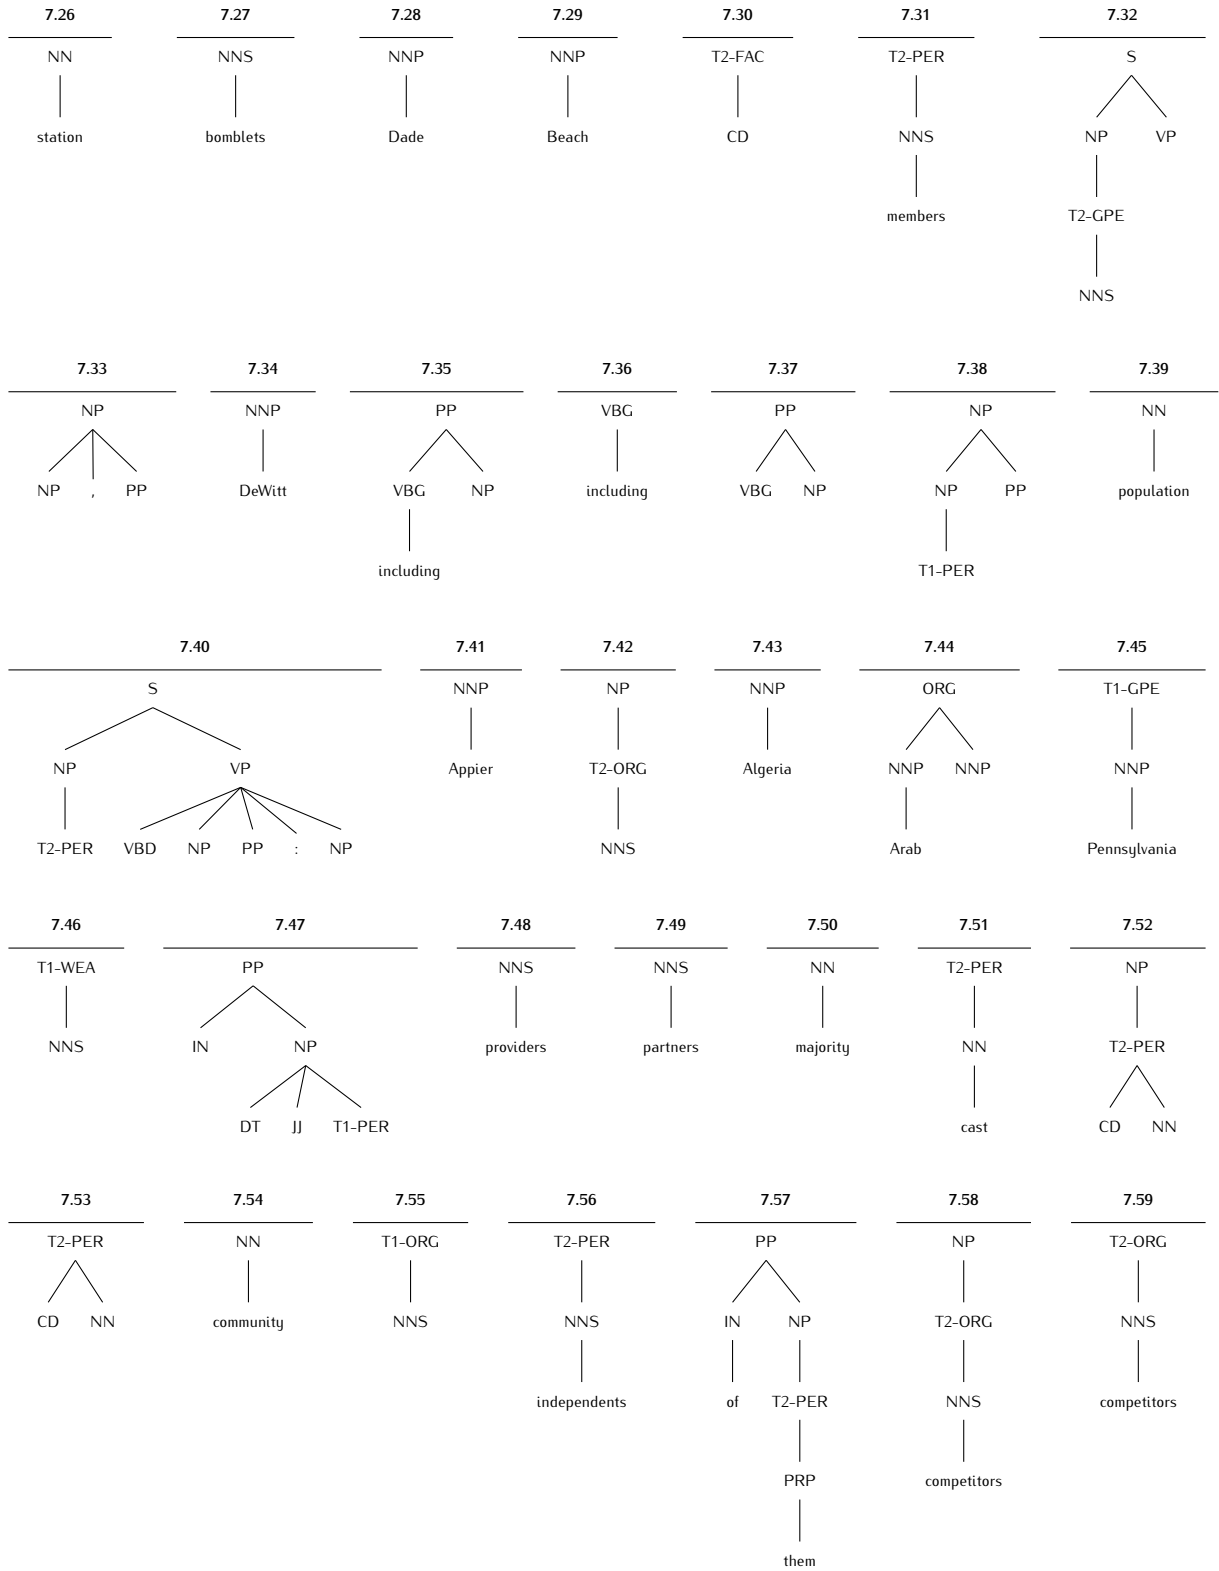 7.26 7.27 7.28 7.29 7.30 7.31 7.32
NN NNS NNP NNP T2-FAC T2-PER S
station bomblets Dade Beach CD NNS NP VP
members T2-GPE
NNS
7.33 7.34 7.35 7.36 7.37 7.38 7.39
NP NNP PP VBG PP NP NN
NP , PP DeWitt VBG NP including VBG NP NP PP population
including T1-PER
7.40 7.41 7.42 7.43 7.44 7.45
S NNP NP NNP ORG T1-GPE
NP VP Appier T2-ORG Algeria NNP NNP NNP
T2-PER VBD NP PP : NP NNS Arab Pennsylvania
7.46 7.47 7.48 7.49 7.50 7.51 7.52
T1-WEA PP NNS NNS NN T2-PER NP
NNS IN NP providers partners majority NN T2-PER
DT JJ T1-PER cast CD NN
7.53 7.54 7.55 7.56 7.57 7.58 7.59
T2-PER NN T1-ORG T2-PER PP NP T2-ORG
CD NN community NNS NNS IN NP T2-ORG NNS
independents of T2-PER NNS competitors
PRP competitors
them